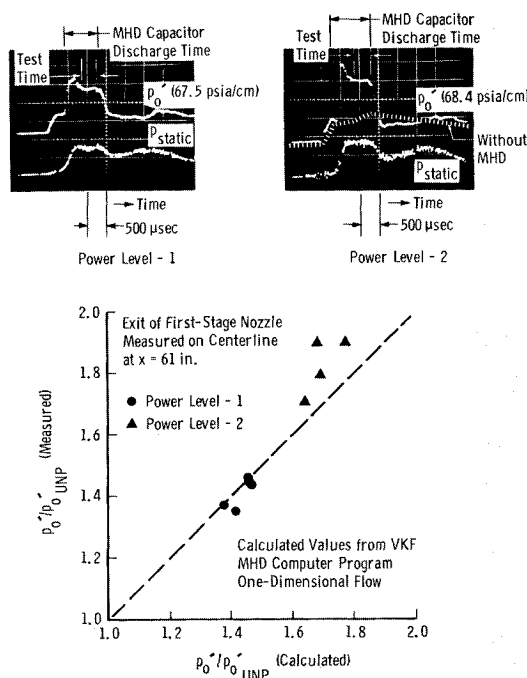 MHD Capacitor
Discharge Time
Test
Time
p₀´ (67.5 psia/cm)
Pstatic
Time
500 μsec
Power Level - 1
MHD Capacitor
Discharge Time
Test
Time
p₀´ (68.4 psia/cm)
Pstatic
Without
MHD
Time
500 μsec
Power Level - 2
2.0
1.8
1.6
1.4
1.2
1.0
p₀´/p₀´UNP (Measured)
Exit of First-Stage Nozzle
Measured on Centerline
at x = 61 in.
Power Level - 1
Power Level - 2
Calculated Values from VKF
MHD Computer Program
One-Dimensional Flow
1.0 1.2 1.4 1.6 1.8 2.0
p₀´/p₀´UNP (Calculated)